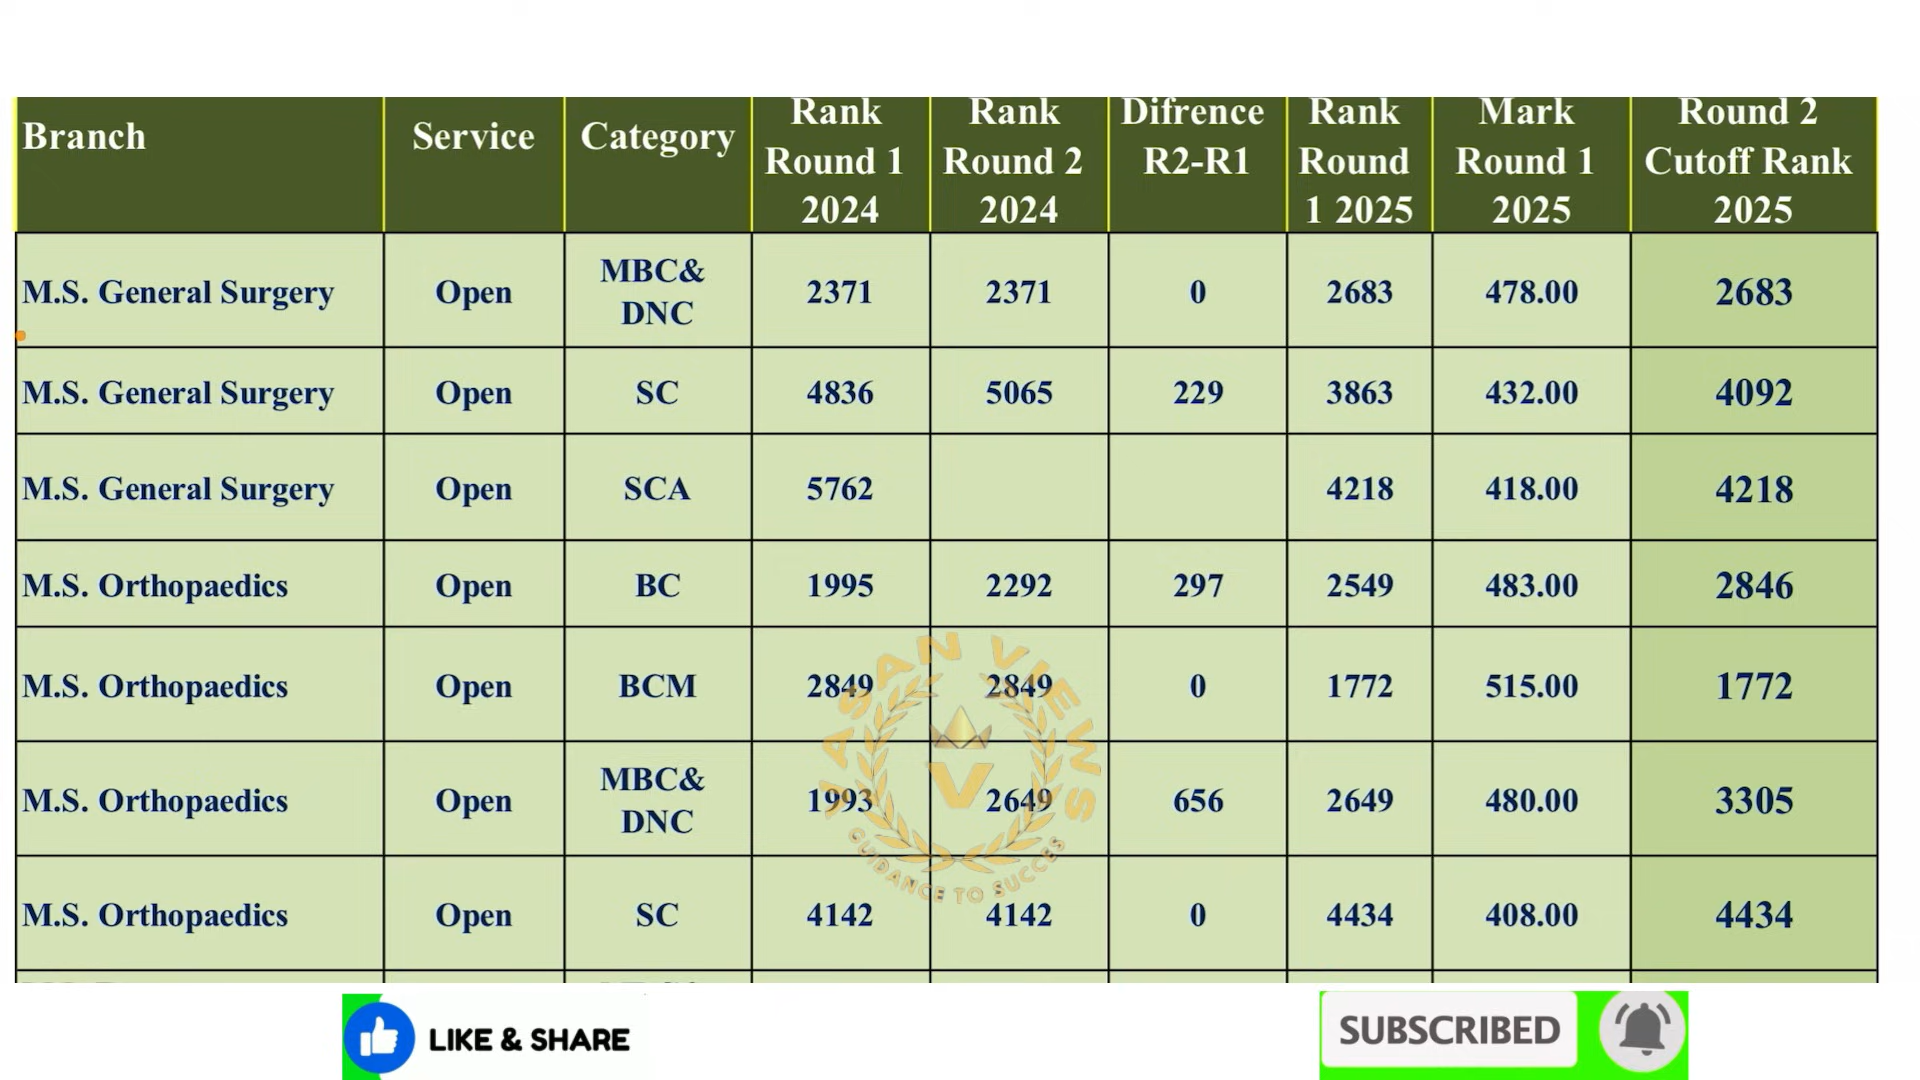 Branch Service Category Rank Round 1 2024 Rank Round 2 2024 Difrence R2-R1 Rank Round 1 2025 Mark Round 1 2025 Round 2 Cutoff Rank 2025
M.S. General Surgery Open MBC& DNC 2371 2371 0 2683 478.00 2683
M.S. General Surgery Open SC 4836 5065 229 3863 432.00 4092
M.S. General Surgery Open SCA 5762 4218 418.00 4218
M.S. Orthopaedics Open BC 1995 2292 297 2549 483.00 2846
M.S. Orthopaedics Open BCM 2849 2849 0 1772 515.00 1772
M.S. Orthopaedics Open MBC& DNC 1993 2649 656 2649 480.00 3305
M.S. Orthopaedics Open SC 4142 4142 0 4434 408.00 4434
VASAN VIEWS
V
GUIDANCE TO SUCCES
LIKE & SHARE
SUBSCRIBED